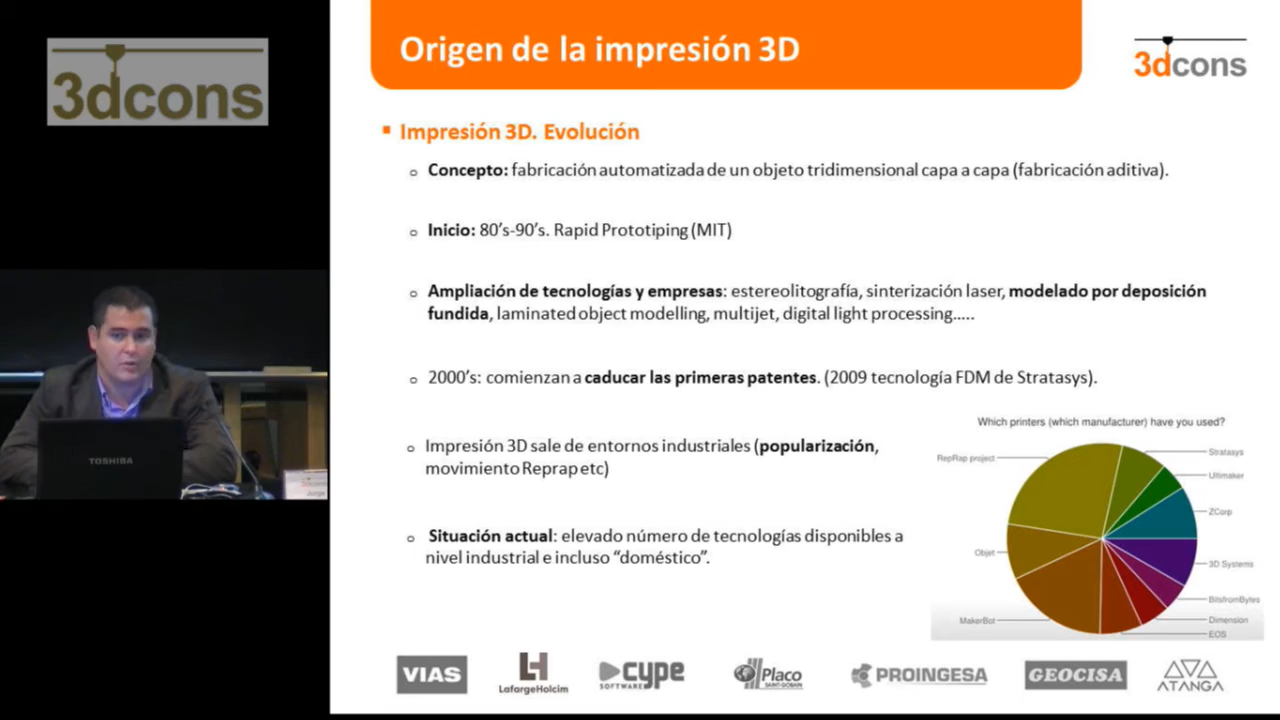 3dcons
TOSHIBA
Origen de la impresión 3D
3dcons
Impresión 3D. Evolución
Concepto: fabricación automatizada de un objeto tridimensional capa a capa (fabricación aditiva).
Inicio: 80's-90's. Rapid Prototiping (MIT)
Ampliación de tecnologías y empresas: estereolitografía, sinterización laser, modelado por deposición
fundida, laminated object modelling, multijet, digital light processing.....
2000's: comienzan a caducar las primeras patentes. (2009 tecnología FDM de Stratasys).
Impresión 3D sale de entornos industriales (popularización,
movimiento Reprap etc)
Situación actual: elevado número de tecnologías disponibles a
nivel industrial e incluso “doméstico”.
Which printers (which manufacturer) have you used?
RepRap project
Stratasys
Ultimaker
ZCorp
Objet
3D Systems
BitsfromBytes
MakerBot
Dimension
EOS
VIAS
LH
LafargeHolcim
cype
SOFTWARE
Placo
SAINT-GOBAIN
PROINGESA
GEOCISA
ATANGA